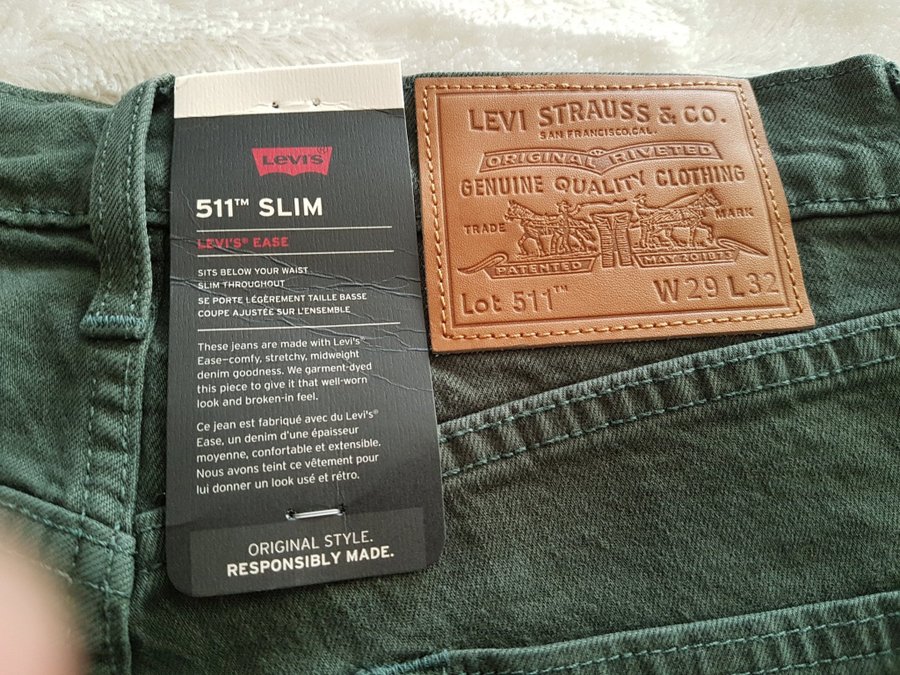 Levi's®
511™ SLIM
LEVI'S® EASE
SITS BELOW YOUR WAIST
SLIM THROUGHOUT
SE PORTE LÉGÈREMENT TAILLE BASSE
COUPE AJUSTÉE SUR L'ENSEMBLE
These jeans are made with Levi's®
Ease—comfy, stretchy, midweight
denim goodness. We garment-dyed
this piece to give it that well-worn
look and broken-in feel.
Ce jean est fabriqué avec du Levi's®
Ease, un denim d'une épaisseur
moyenne, confortable et extensible.
Nous avons teint ce vêtement pour
lui donner un look usé et rétro.
ORIGINAL STYLE.
RESPONSIBLY MADE.
LEVI STRAUSS & CO.
SAN FRANCISCO, CAL.
ORIGINAL RIVETED
GENUINE QUALITY CLOTHING
TRADE MARK
PATENTED MAY 20 1873
Lot 511™ W29 L32